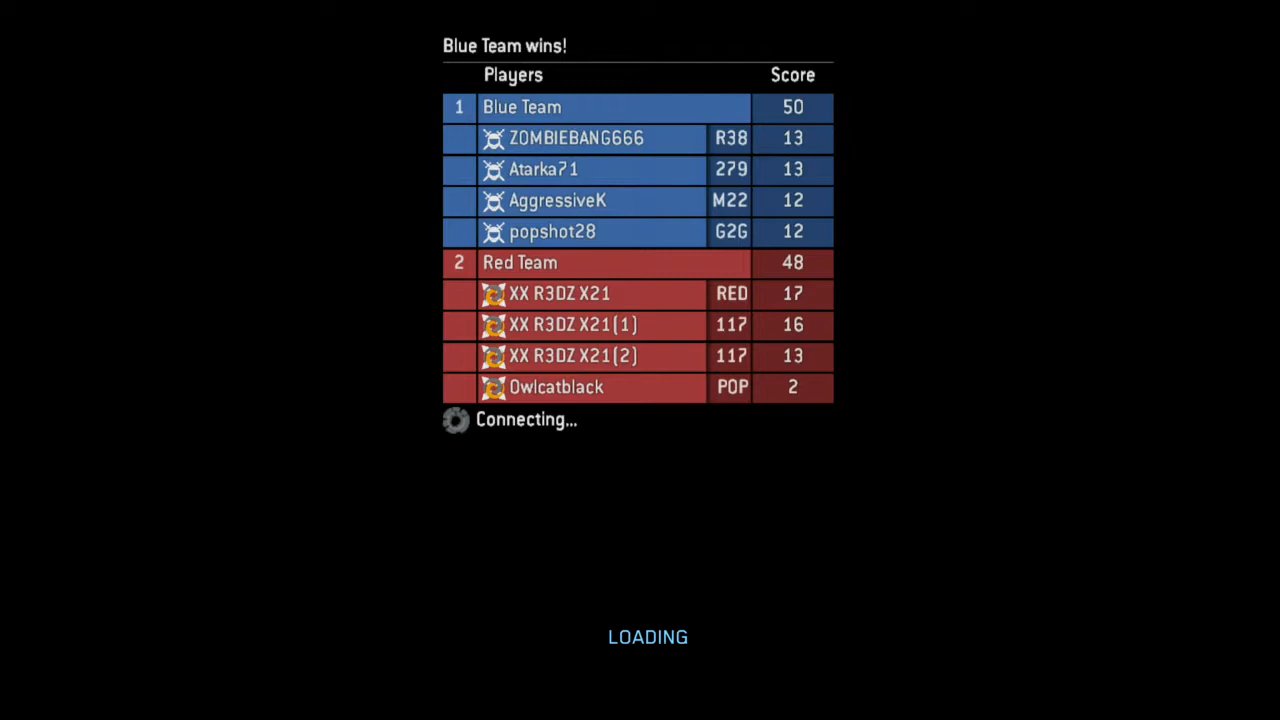 Blue Team wins!
Players Score
1 Blue Team 50
ZOMBIEBANG666 R38 13
Atarka71 279 13
AggressiveK M22 12
popshot28 G2G 12
2 Red Team 48
XX R3DZ X21 RED 17
XX R3DZ X21(1) 117 16
XX R3DZ X21(2) 117 13
Owlcatblack POP 2
Connecting...
LOADING